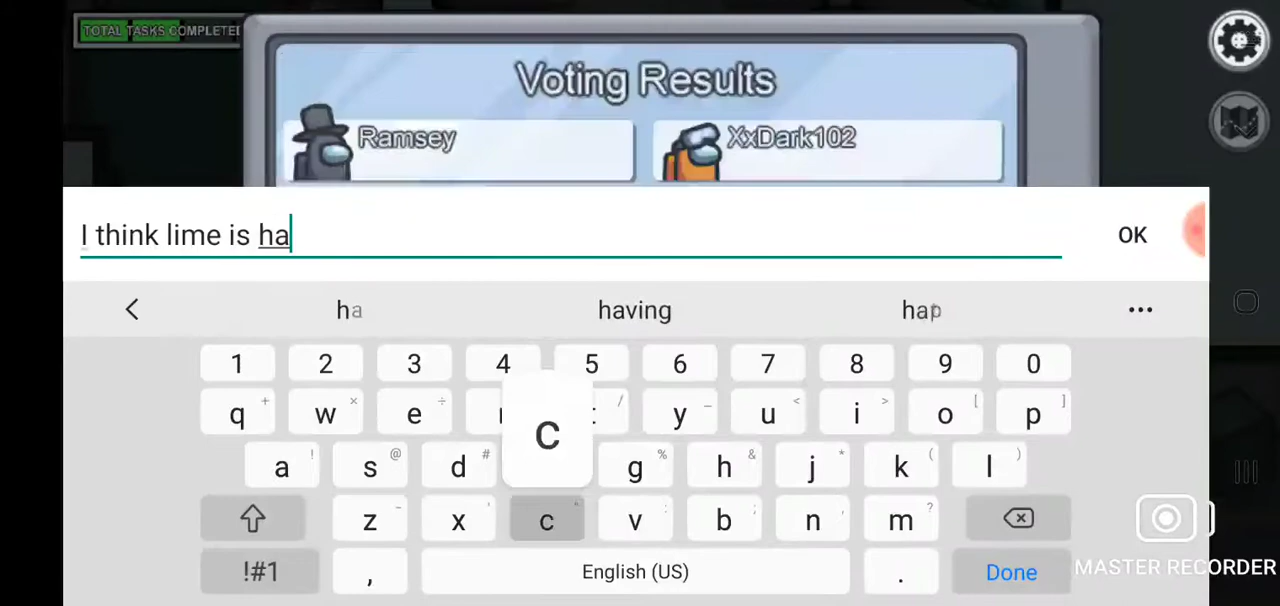 TOTAL TASKS COMPLETE
Voting Results
Ramsey XxDark102
I think lime is ha
OK
< ha having hap ...
1 2 3 4 5 6 7 8 9 0
q + w × e ÷ / y _ u < i > o [ p ]
c
a ! s @ d # g % h & j * k ( l )
z x c v b n m ?
!#1 , English (US) . Done
MASTER RECORDER